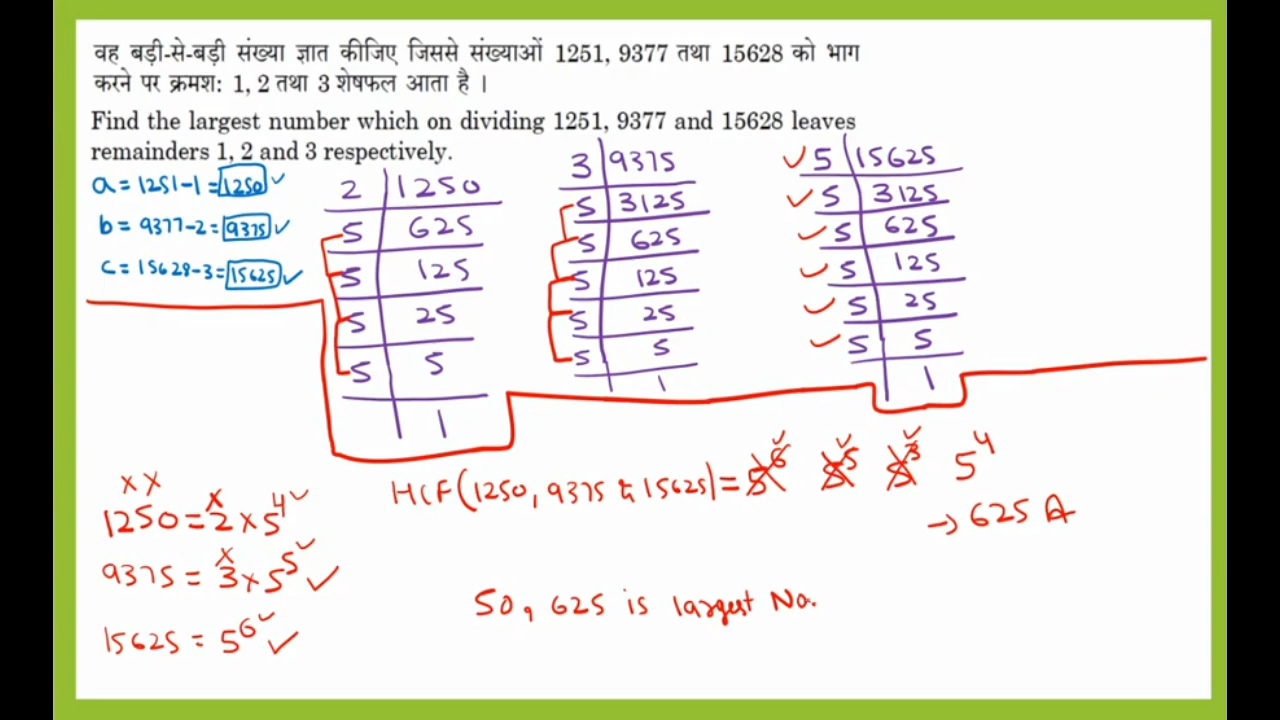 वह बड़ी-से-बड़ी संख्या ज्ञात कीजिए जिससे संख्याओं 1251, 9377 तथा 15628 को भाग
करने पर क्रमश: 1, 2 तथा 3 शेषफल आता है ।
Find the largest number which on dividing 1251, 9377 and 15628 leaves
remainders 1, 2 and 3 respectively.
a = 1251-1 = 1250 ✓
b = 9377-2 = 9375 ✓
c = 15628-3 = 15625 ✓
2 | 1250
5 | 625
5 | 125
5 | 25
5 | 5
| 1
3 | 9375
5 | 3125
5 | 625
5 | 125
5 | 25
5 | 5
| 1
✓ 5 | 15625
✓ 5 | 3125
✓ 5 | 625
✓ 5 | 125
✓ 5 | 25
✓ 5 | 5
| 1
x x
1250 = 2 × 5⁴ ✓
9375 = 3 × 5⁵ ✓
15625 = 5⁶ ✓
HCF (1250, 9375 & 15625) = 5⁶ 5⁵ 5³ 5⁴
→ 625 A
So, 625 is largest No.